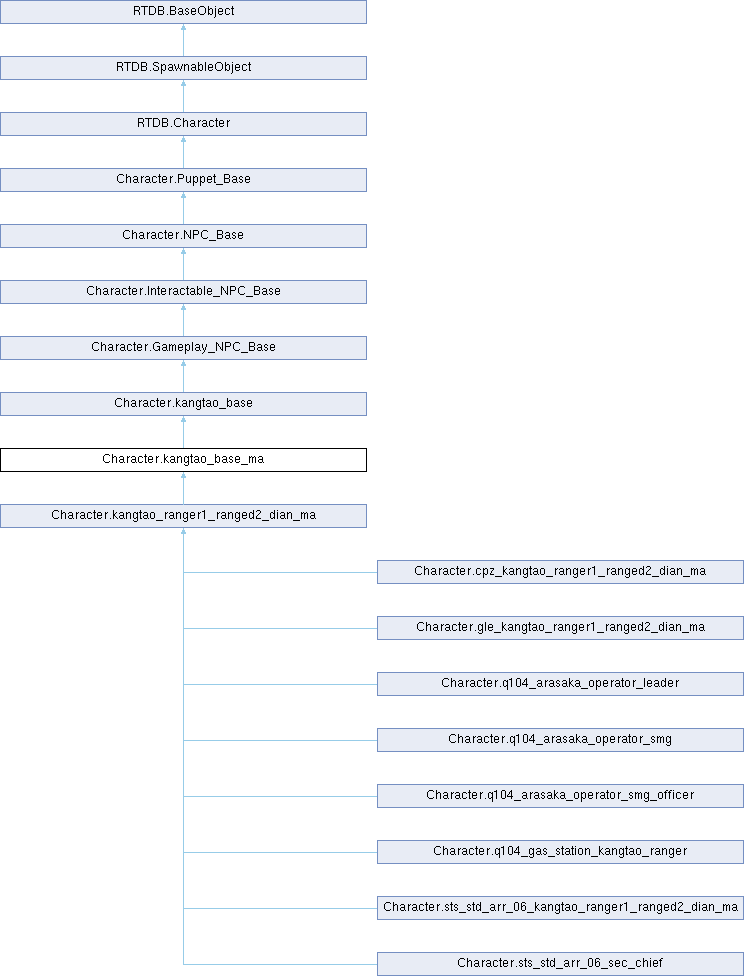 RTDB.BaseObject
RTDB.SpawnableObject
RTDB.Character
Character.Puppet_Base
Character.NPC_Base
Character.Interactable_NPC_Base
Character.Gameplay_NPC_Base
Character.kangtao_base
Character.kangtao_base_ma
Character.kangtao_ranger1_ranged2_dian_ma
Character.cpz_kangtao_ranger1_ranged2_dian_ma
Character.gle_kangtao_ranger1_ranged2_dian_ma
Character.q104_arasaka_operator_leader
Character.q104_arasaka_operator_smg
Character.q104_arasaka_operator_smg_officer
Character.q104_gas_station_kangtao_ranger
Character.sts_std_arr_06_kangtao_ranger1_ranged2_dian_ma
Character.sts_std_arr_06_sec_chief